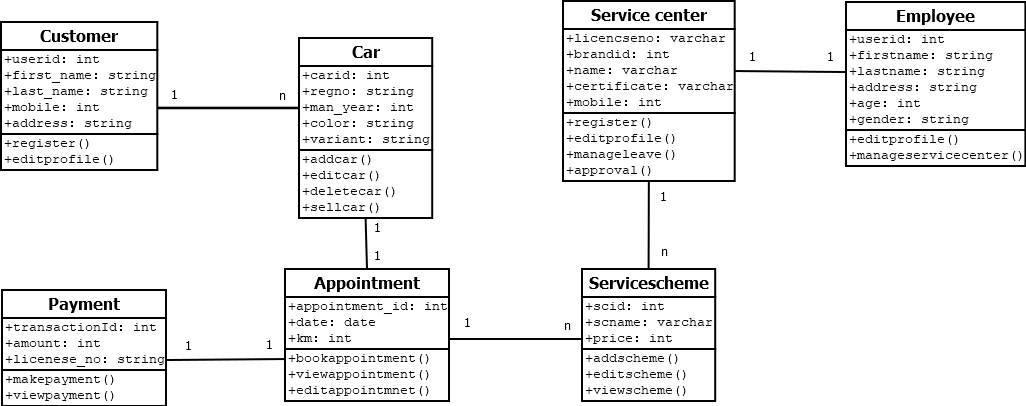 Customer
+userid: int
+first_name: string
+last_name: string
+mobile: int
+address: string
+register()
+editprofile()
1
n
Car
+carid: int
+regno: string
+man_year: int
+color: string
+variant: string
+addcar()
+editcar()
+deletecar()
+sellcar()
1
1
Service center
+licencseno: varchar
+brandid: int
+name: varchar
+certificate: varchar
+mobile: int
+register()
+editprofile()
+manageleave()
+approval()
1
1
Employee
+userid: int
+firstname: string
+lastname: string
+address: string
+age: int
+gender: string
+editprofile()
+manageservicecenter()
1
n
Payment
+transactionId: int
+amount: int
+licenese_no: string
+makepayment()
+viewpayment()
1
1
Appointment
+appointment_id: int
+date: date
+km: int
+bookappointment()
+viewappointment()
+editappointmnet()
1
n
Servicescheme
+scid: int
+scname: varchar
+price: int
+addscheme()
+editscheme()
+viewscheme()